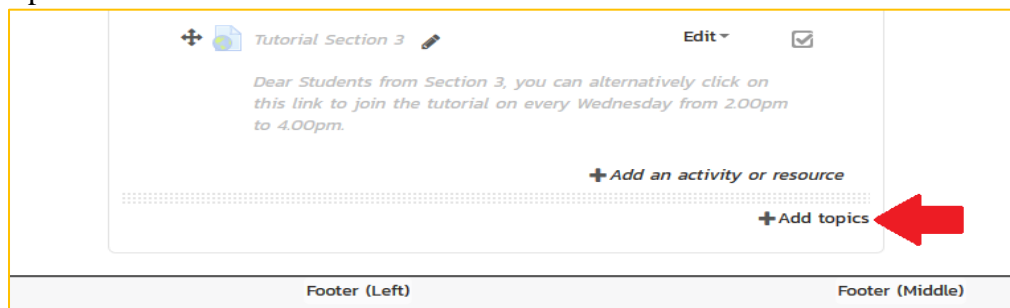 Tutorial Section 3 Edit
Dear Students from Section 3, you can alternatively click on
this link to join the tutorial on every Wednesday from 2.00pm
to 4.00pm.
Add an activity or resource
Add topics
Footer (Left) Footer (Middle)